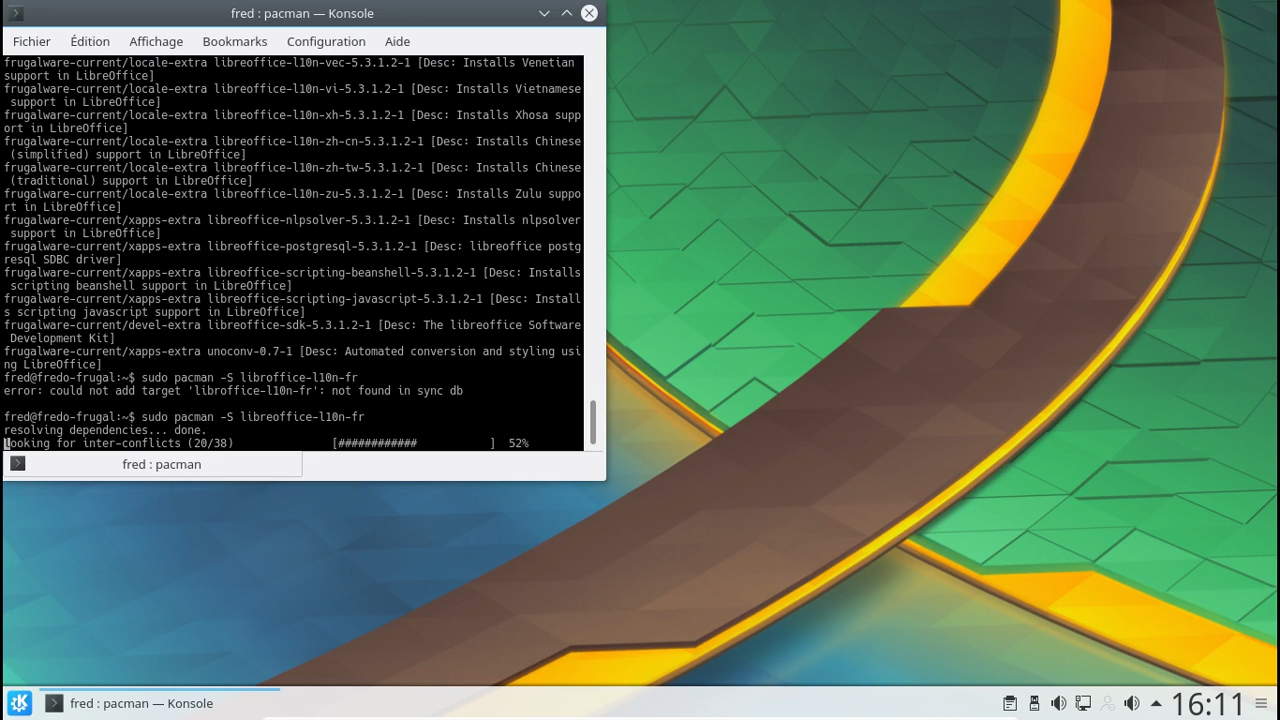 fred : pacman — Konsole
Fichier Édition Affichage Bookmarks Configuration Aide
frugalware-current/locale-extra libreoffice-l10n-vec-5.3.1.2-1 [Desc: Installs Venetian
support in LibreOffice]
frugalware-current/locale-extra libreoffice-l10n-vi-5.3.1.2-1 [Desc: Installs Vietnamese
 support in LibreOffice]
frugalware-current/locale-extra libreoffice-l10n-xh-5.3.1.2-1 [Desc: Installs Xhosa supp
ort in LibreOffice]
frugalware-current/locale-extra libreoffice-l10n-zh-cn-5.3.1.2-1 [Desc: Installs Chinese
 (simplified) support in LibreOffice]
frugalware-current/locale-extra libreoffice-l10n-zh-tw-5.3.1.2-1 [Desc: Installs Chinese
 (traditional) support in LibreOffice]
frugalware-current/locale-extra libreoffice-l10n-zu-5.3.1.2-1 [Desc: Installs Zulu suppo
rt in LibreOffice]
frugalware-current/xapps-extra libreoffice-nlpsolver-5.3.1.2-1 [Desc: Installs nlpsolver
 support in LibreOffice]
frugalware-current/xapps-extra libreoffice-postgresql-5.3.1.2-1 [Desc: libreoffice postg
resql SDBC driver]
frugalware-current/xapps-extra libreoffice-scripting-beanshell-5.3.1.2-1 [Desc: Installs
 scripting beanshell support in LibreOffice]
frugalware-current/xapps-extra libreoffice-scripting-javascript-5.3.1.2-1 [Desc: Install
s scripting javascript support in LibreOffice]
frugalware-current/devel-extra libreoffice-sdk-5.3.1.2-1 [Desc: The libreoffice Software
 Development Kit]
frugalware-current/xapps-extra unoconv-0.7-1 [Desc: Automated conversion and styling usi
ng LibreOffice]
fred@fredo-frugal:~$ sudo pacman -S libroffice-l10n-fr
error: could not add target 'libroffice-l10n-fr': not found in sync db
fred@fredo-frugal:~$ sudo pacman -S libreoffice-l10n-fr
resolving dependencies... done.
looking for inter-conflicts (20/38) [############ ] 52%
fred : pacman
fred : pacman — Konsole
16:11